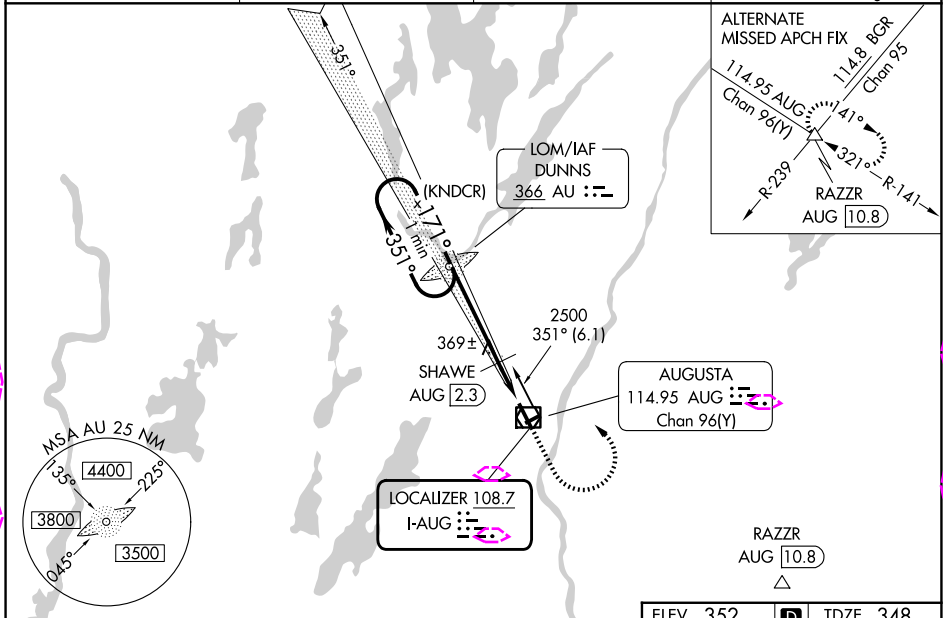 ALTERNATE
MISSED APCH FIX
114.8 BGR
Chan 95
114.95 AUG
Chan 96(Y)
141°
321°
R-141
R-239
RAZZR
AUG 10.8
351°
LOM/IAF
DUNNS
366 AU
(KNDCR)
171°
1 min
351°
2500
351° (6.1)
369±
SHAWE
AUG 2.3
AUGUSTA
114.95 AUG
Chan 96(Y)
LOCALIZER 108.7
I-AUG
MSA AU 25 NM
135°
4400
225°
3800
3500
045°
RAZZR
AUG 10.8
ELEV 352
D
TDZE 348